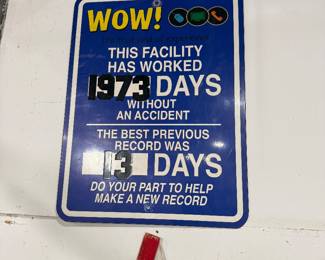 WOW!
THIS FACILITY
HAS WORKED
1973 DAYS
WITHOUT
AN ACCIDENT
THE BEST PREVIOUS
RECORD WAS
13 DAYS
DO YOUR PART TO HELP
MAKE A NEW RECORD